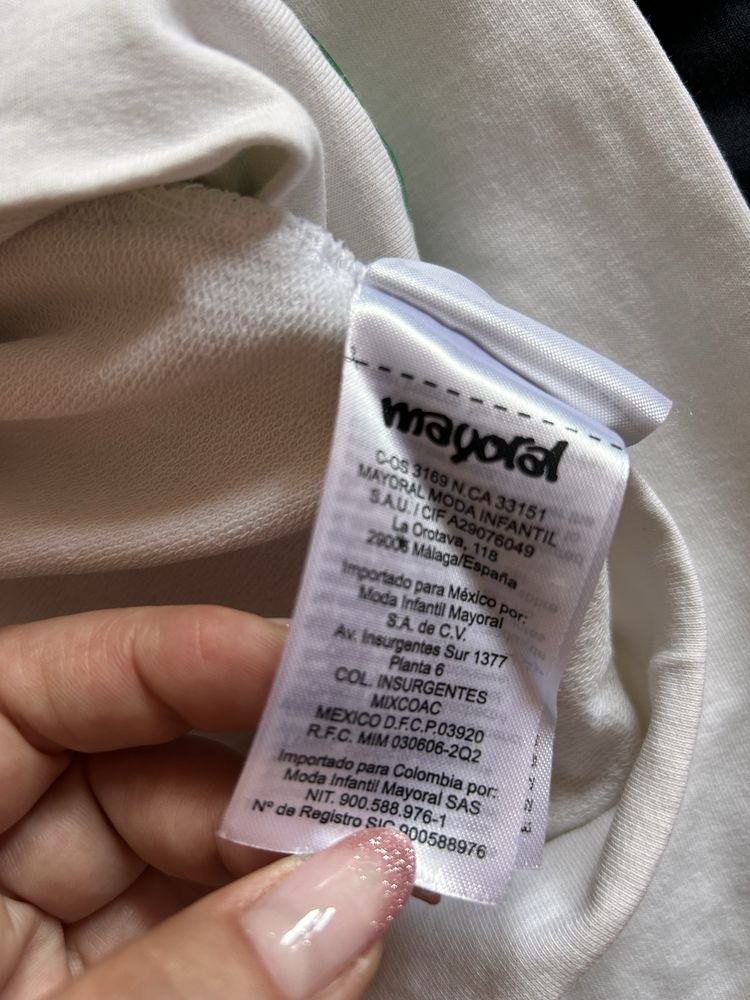 mayoral
C-OS 3169 N.CA 33151
MAYORAL MODA INFANTIL
S.A.U. / CIF A29076049
La Orotava, 118
29006 Málaga/España
Importado para México por:
Moda Infantil Mayoral
S.A. de C.V.
Av. Insurgentes Sur 1377
Planta 6
COL. INSURGENTES
MIXCOAC
MEXICO D.F.C.P.03920
R.F.C. MIM 030606-2Q2
Importado para Colombia por:
Moda Infantil Mayoral SAS
NIT. 900.588.976-1
Nº de Registro SIC 900588976